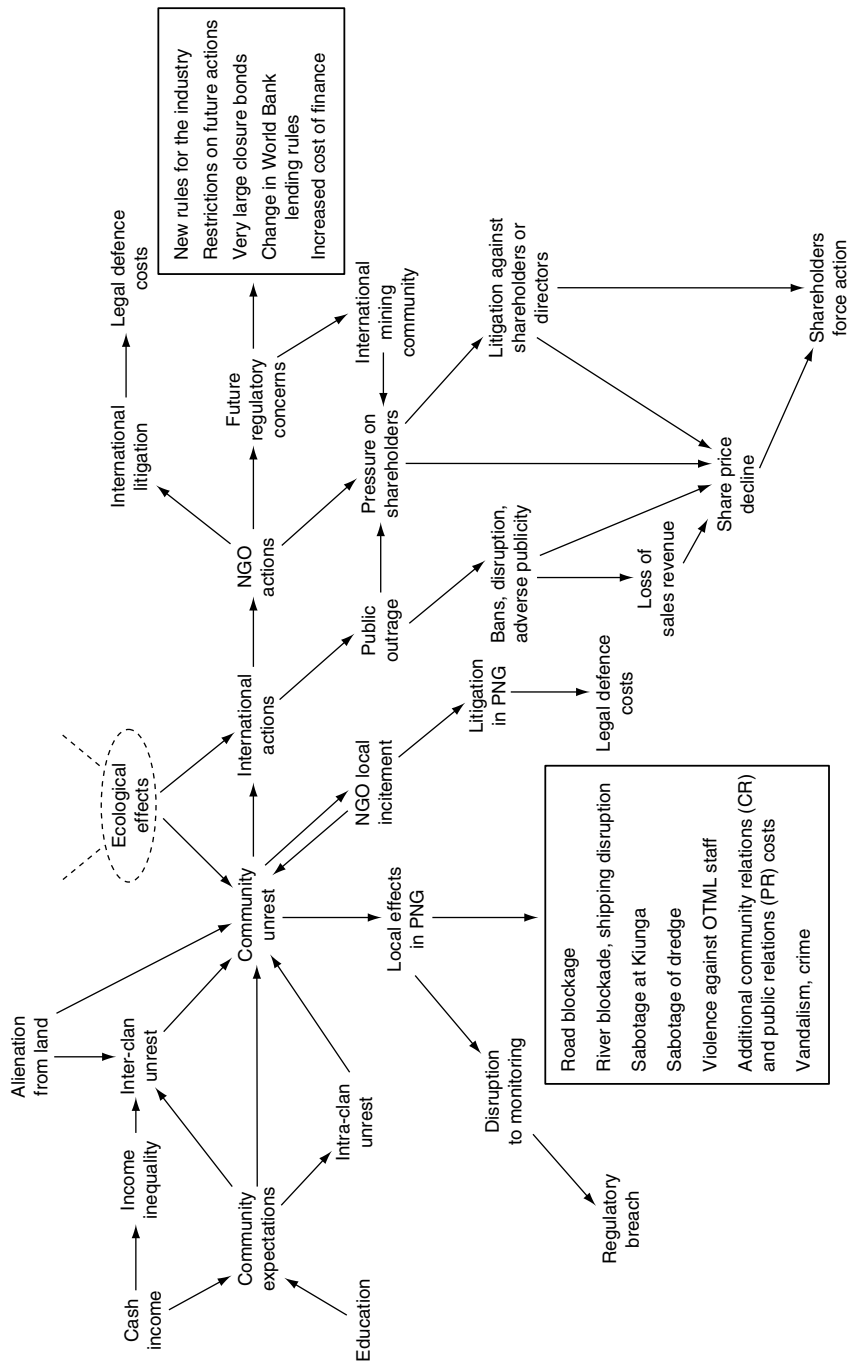 Alienation
from land
Ecological
effects
Cash
income
Income
inequality
Inter-clan
unrest
International
litigation
Legal defence
costs
Community
expectations
Community
unrest
International
actions
NGO
actions
Future
regulatory
concerns
New rules for the industry
Restrictions on future actions
Very large closure bonds
Change in World Bank
lending rules
Increased cost of finance
Education
Intra-clan
unrest
Local effects
in PNG
NGO local
incitement
Public
outrage
Pressure on
shareholders
International
mining
community
Disruption
to monitoring
Litigation
in PNG
Bans, disruption,
adverse publicity
Litigation against
shareholders or
directors
Regulatory
breach
Road blockage
River blockade, shipping disruption
Sabotage at Kiunga
Sabotage of dredge
Violence against OTML staff
Additional community relations (CR)
and public relations (PR) costs
Vandalism, crime
Legal defence
costs
Loss of
sales revenue
Share price
decline
Shareholders
force action